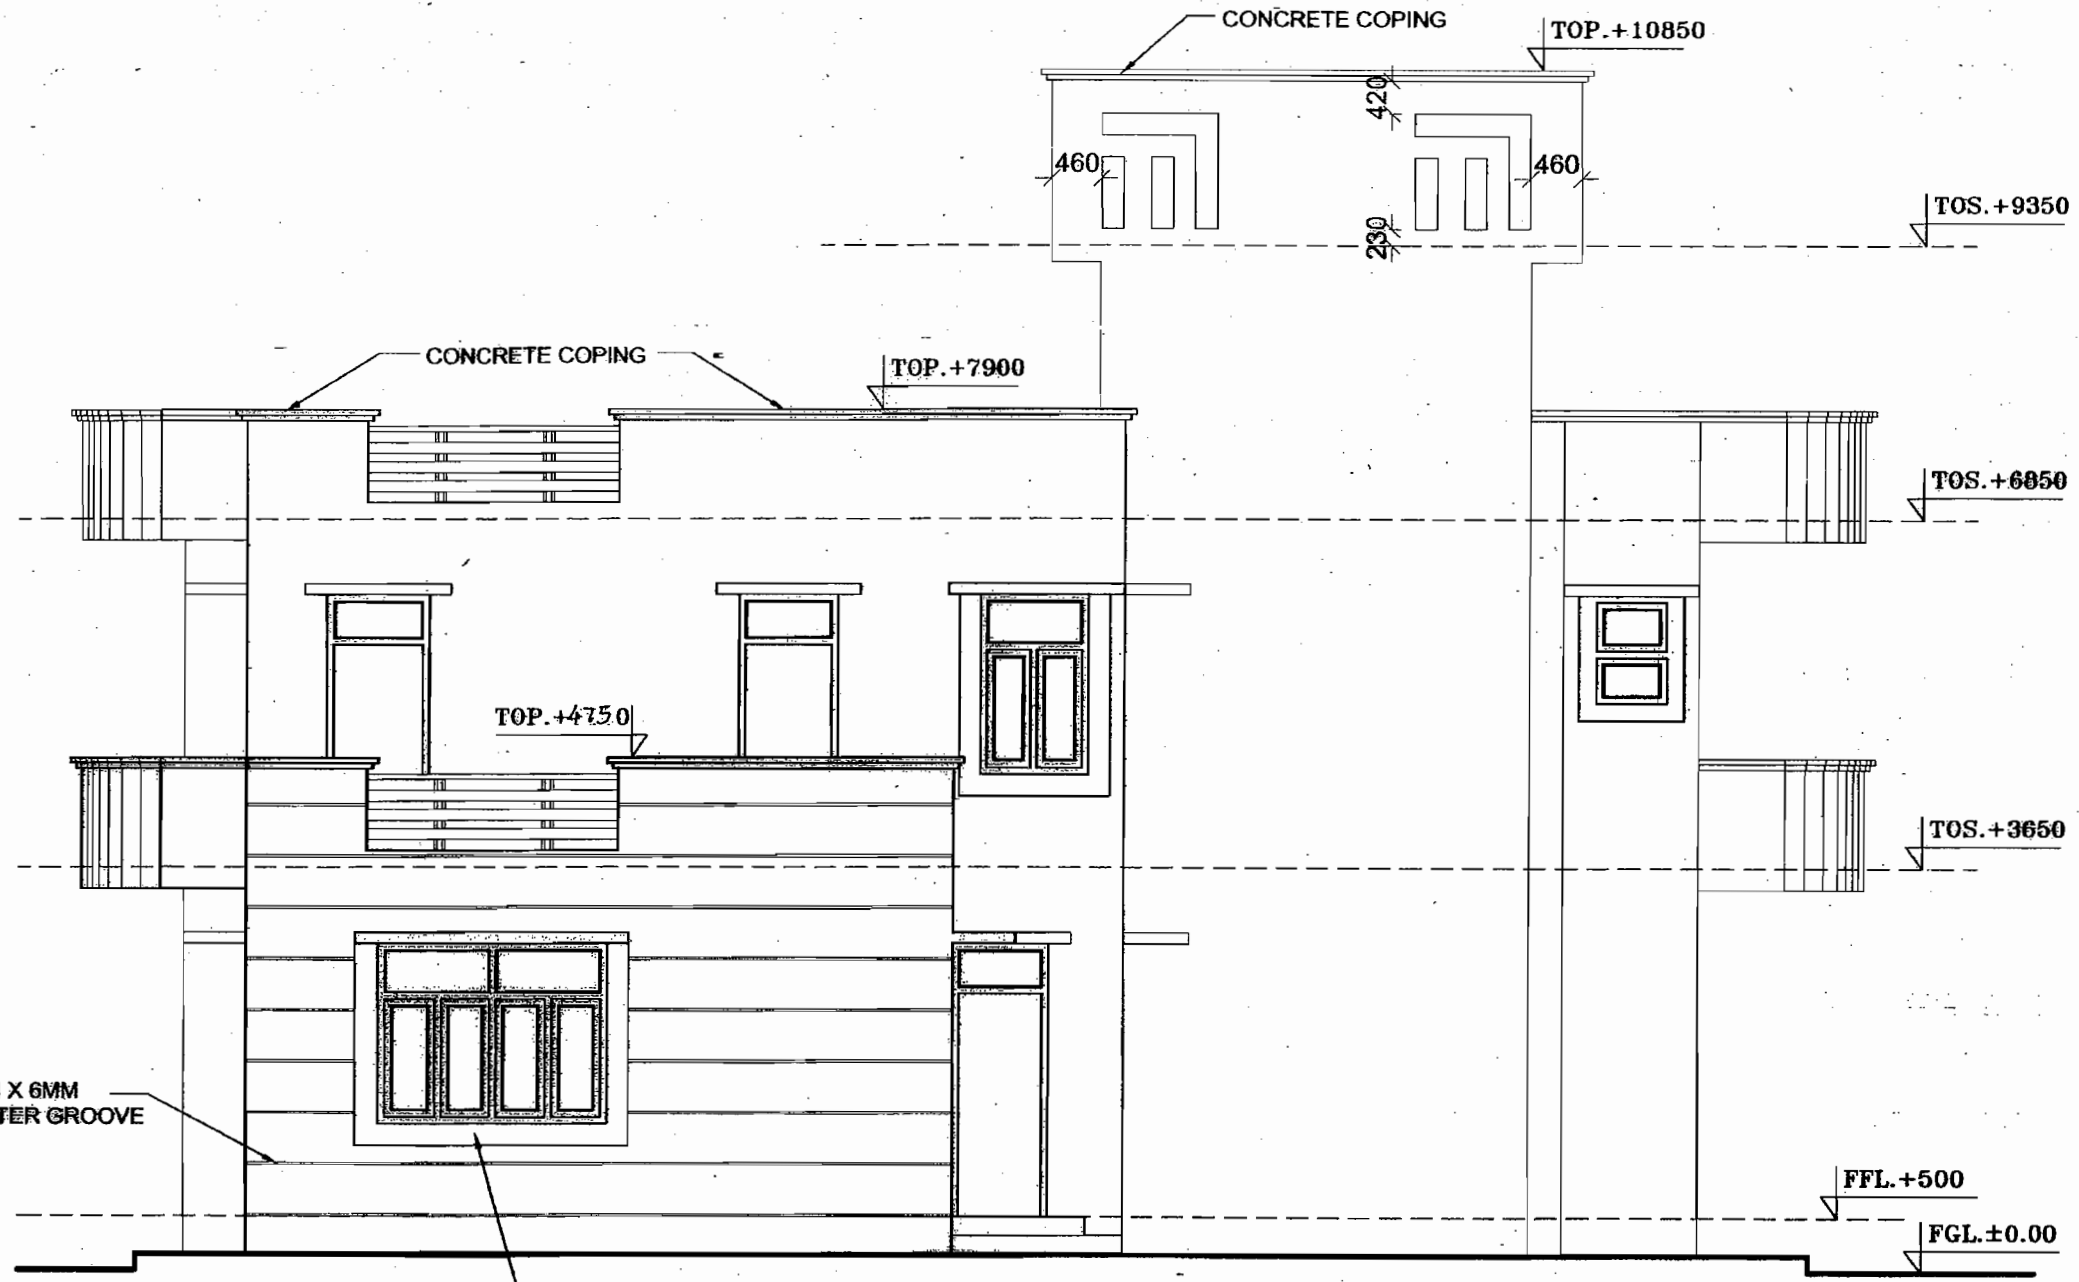 CONCRETE COPING
TOP.+10850
420
460
460
TOS.+9350
230
CONCRETE COPING
TOP.+7900
TOS.+6850
TOP.+4750
TOS.+3650
X 6MM
TER GROOVE
FFL.+500
FGL.±0.00